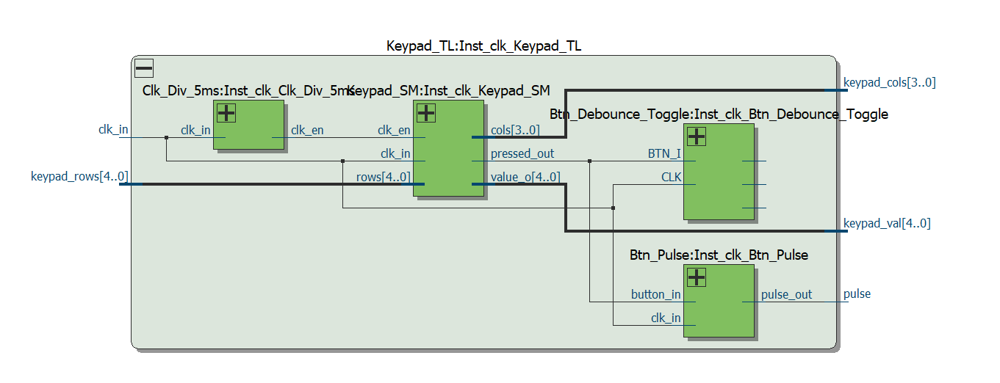 Keypad_TL:Inst_clk_Keypad_TL
Clk_Div_5ms:Inst_clk_Clk_Div_5ms
Keypad_SM:Inst_clk_Keypad_SM
keypad_cols[3..0]
Btn_Debounce_Toggle:Inst_clk_Btn_Debounce_Toggle
clk_in
clk_in
clk_en
clk_en
cols[3..0]
clk_in
pressed_out
BTN_I
keypad_rows[4..0]
rows[4..0]
value_o[4..0]
CLK
keypad_val[4..0]
Btn_Pulse:Inst_clk_Btn_Pulse
button_in
pulse_out
pulse
clk_in